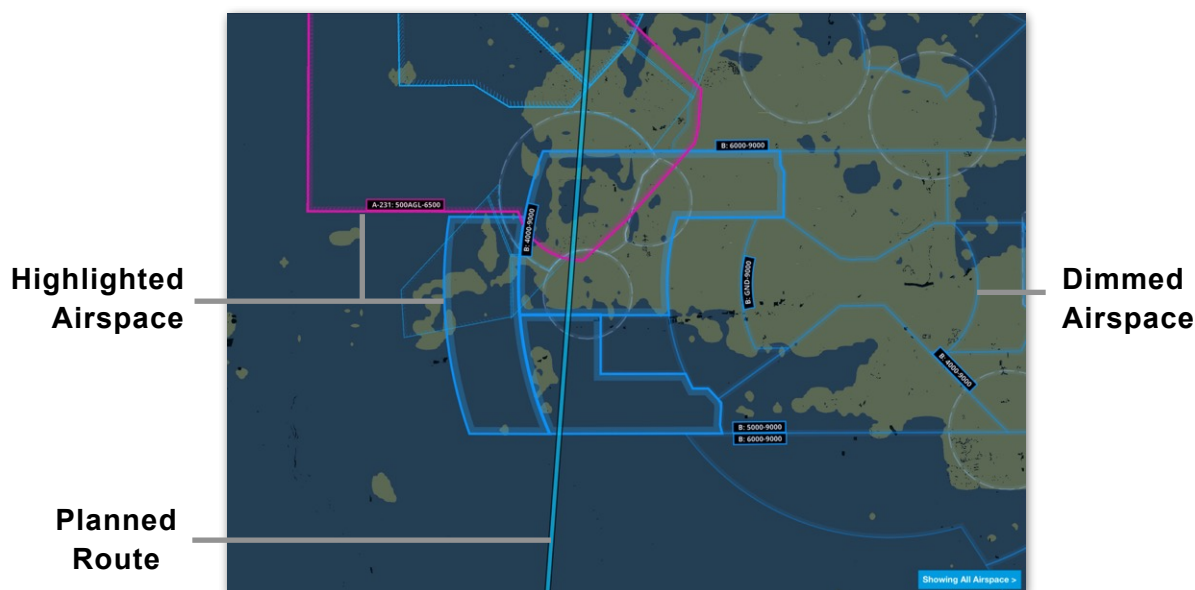 B: 6000-9000
A-231: 500AGL-6500
B: 4000-9000
Highlighted
Airspace
B: GND-9000
Dimmed
Airspace
B: 4000-9000
B: 5000-9000
B: 6000-9000
Planned
Route
Showing All Airspace >